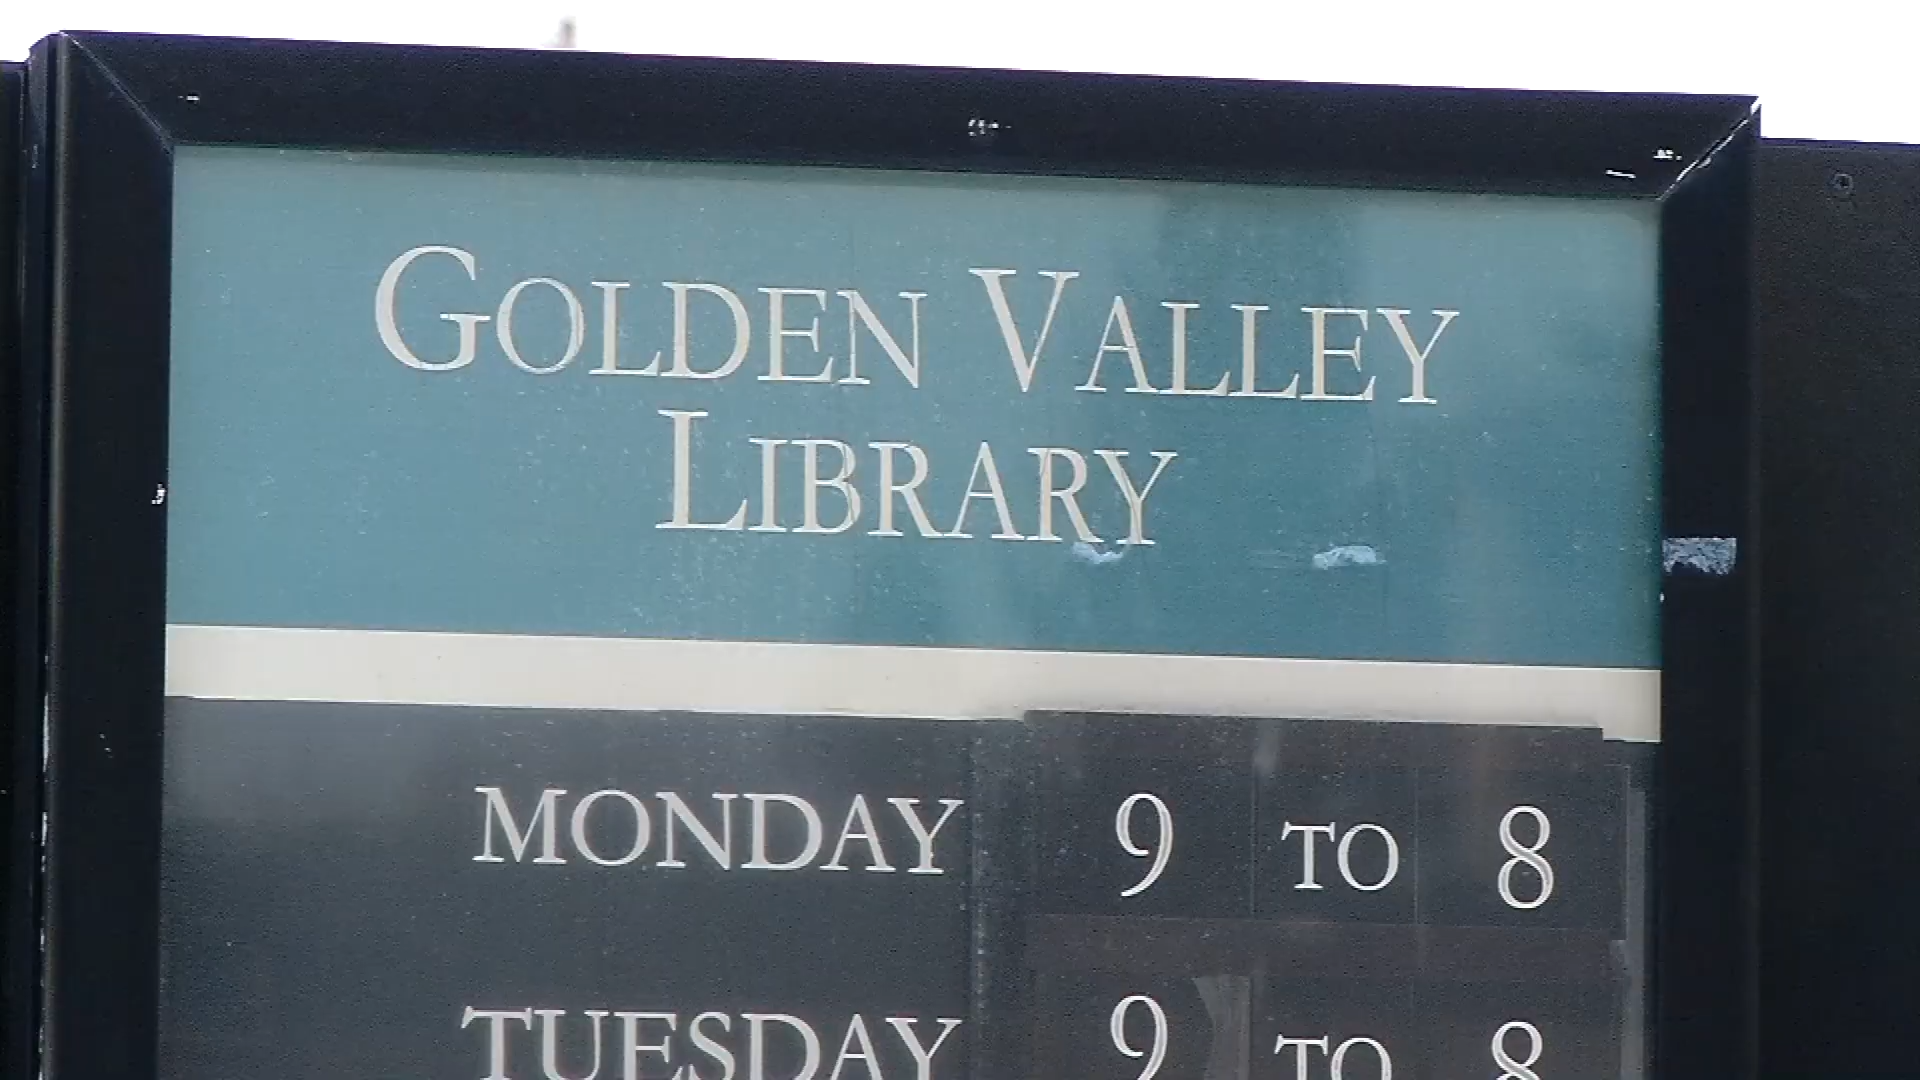 GOLDEN VALLEY
LIBRARY
MONDAY 9 TO 8
TUESDAY 9 TO 8